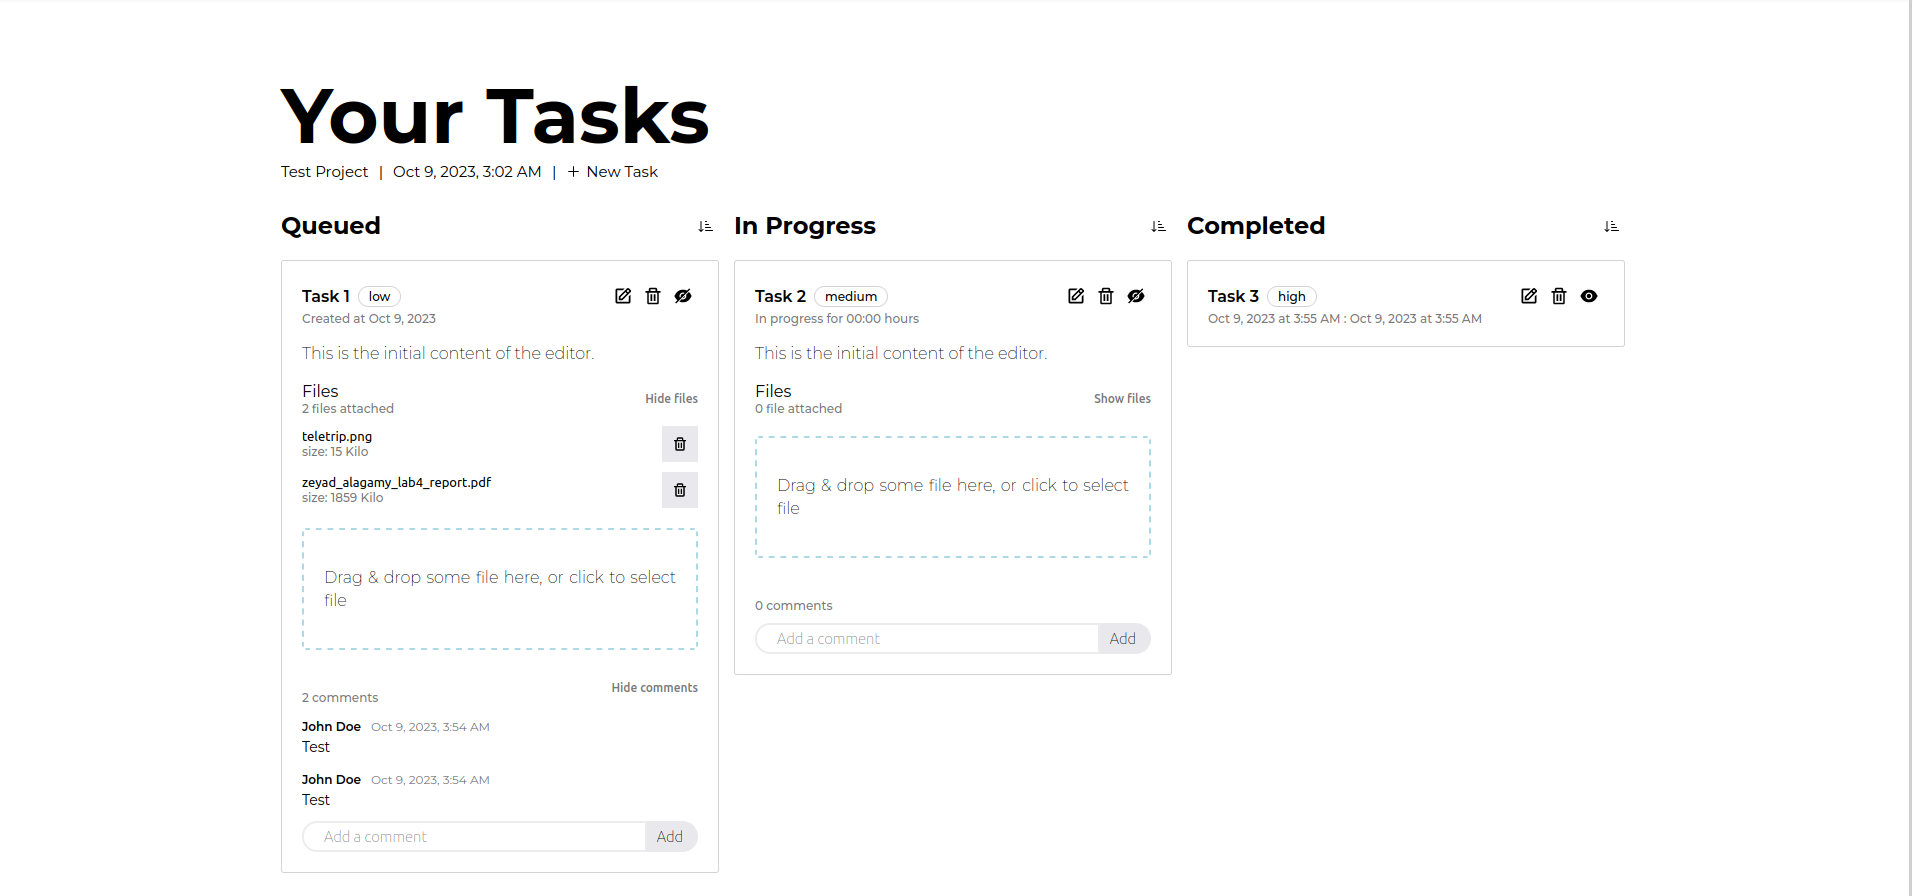 Your Tasks
Test Project | Oct 9, 2023, 3:02 AM | + New Task
Queued
Task 1 low
Created at Oct 9, 2023
This is the initial content of the editor.
Files
2 files attached
Hide files
teletrip.png
size: 15 Kilo
zeyad_alagamy_lab4_report.pdf
size: 1859 Kilo
Drag & drop some file here, or click to select
file
Hide comments
2 comments
John Doe Oct 9, 2023, 3:54 AM
Test
John Doe Oct 9, 2023, 3:54 AM
Test
Add a comment Add
In Progress
Task 2 medium
In progress for 00:00 hours
This is the initial content of the editor.
Files
0 file attached
Show files
Drag & drop some file here, or click to select
file
0 comments
Add a comment Add
Completed
Task 3 high
Oct 9, 2023 at 3:55 AM : Oct 9, 2023 at 3:55 AM